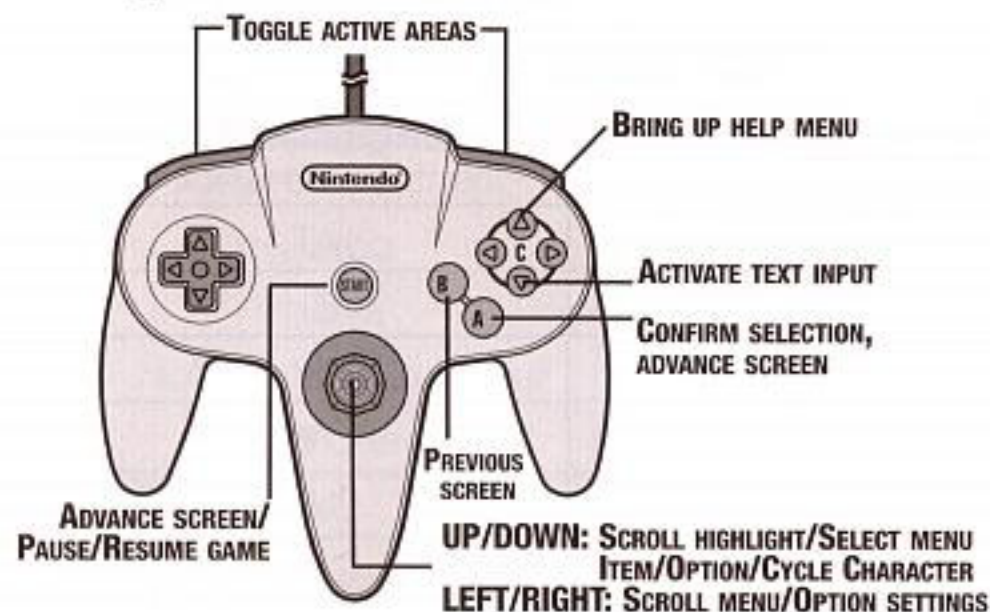 TOGGLE ACTIVE AREAS
BRING UP HELP MENU
Nintendo
C
ACTIVATE TEXT INPUT
START
B
A
CONFIRM SELECTION,
ADVANCE SCREEN
PREVIOUS
SCREEN
ADVANCE SCREEN/
PAUSE/RESUME GAME
UP/DOWN: SCROLL HIGHLIGHT/SELECT MENU
ITEM/OPTION/CYCLE CHARACTER
LEFT/RIGHT: SCROLL MENU/OPTION SETTINGS